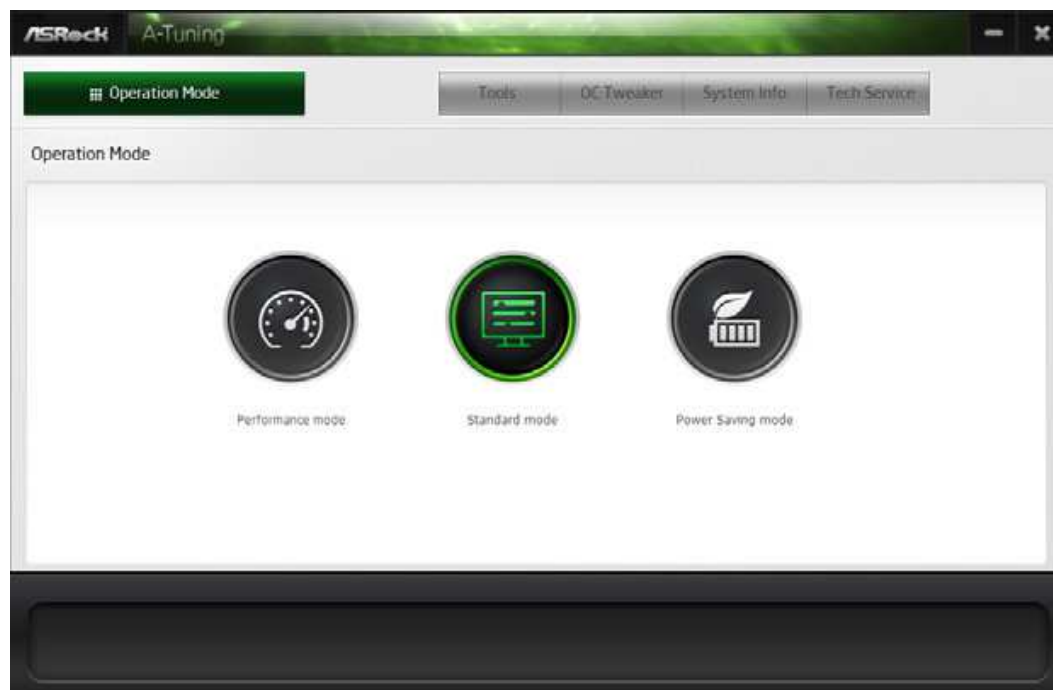 ASRock A-Tuning
Operation Mode Tools OC Tweaker System Info Tech Service
Operation Mode
Performance mode Standard mode Power Saving mode